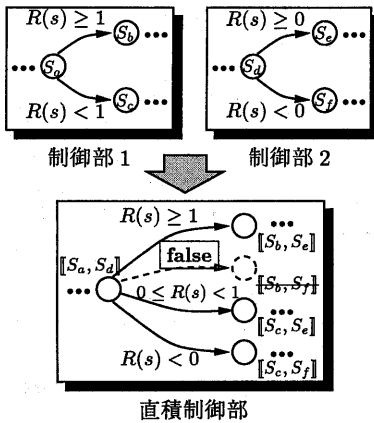 R(s) ≥ 1
S_a
S_b
S_c
R(s) < 1
制御部 1
R(s) ≥ 0
S_d
S_e
S_f
R(s) < 0
制御部 2
R(s) ≥ 1
⟦S_a, S_d⟧
⟦S_b, S_e⟧
false
⟦S_b, S_f⟧
0 ≤ R(s) < 1
⟦S_c, S_e⟧
R(s) < 0
⟦S_c, S_f⟧
直積制御部